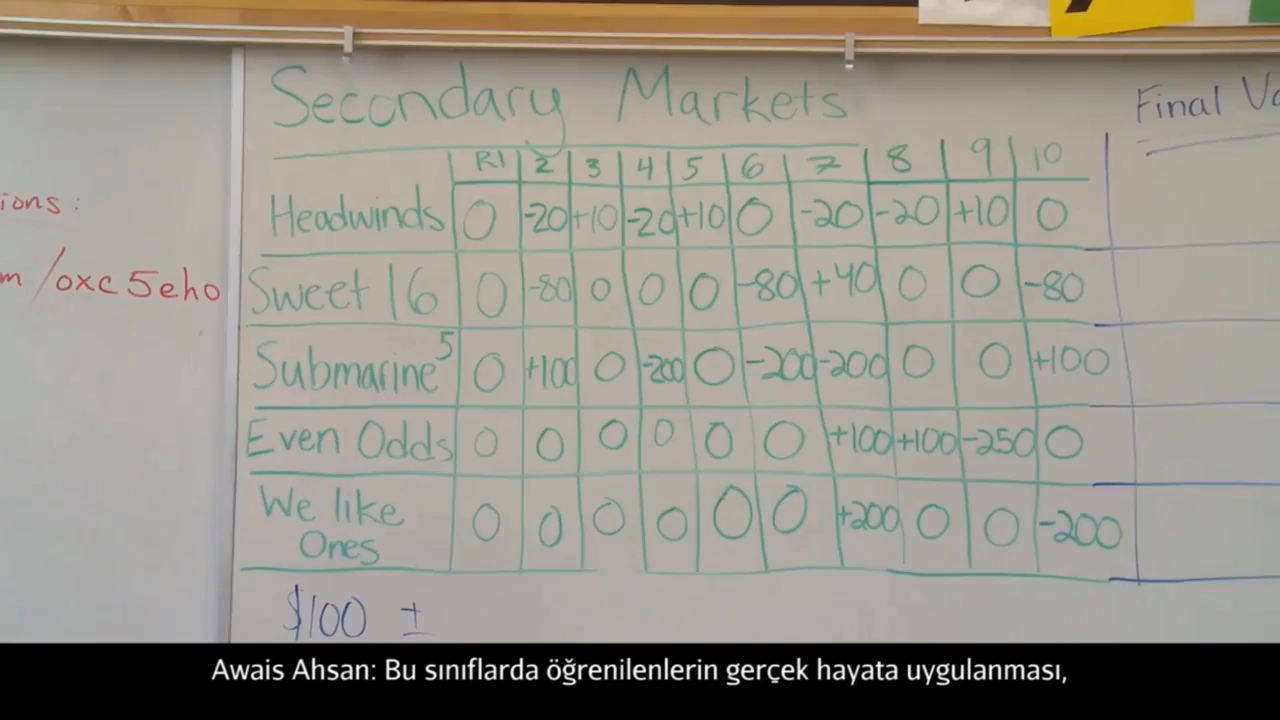 Secondary Markets
Final
R1 2 3 4 5 6 7 8 9 10
Headwinds 0 -20 +10 -20 +10 0 -20 -20 +10 0
ions:
m/oxc5eho
Sweet 16 0 -80 0 0 0 -80 +40 0 0 -80
Submarine⁵ 0 +100 0 -200 0 -200 -200 0 0 +100
Even Odds 0 0 0 0 0 0 +100 +100 -250 0
We like
Ones 0 0 0 0 0 0 +200 0 0 -200
$100 ±
Awais Ahsan: Bu sınıflarda öğrenilenlerin gerçek hayata uygulanması,